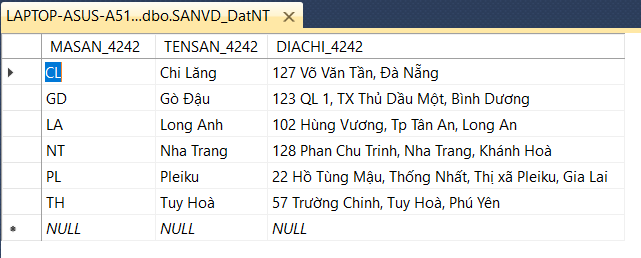 LAPTOP-ASUS-A51...dbo.SANVD_DatNT
MASAN_4242 TENSAN_4242 DIACHI_4242
CL Chi Lăng 127 Võ Văn Tần, Đà Nẵng
GD Gò Đậu 123 QL 1, TX Thủ Dầu Một, Bình Dương
LA Long Anh 102 Hùng Vương, Tp Tân An, Long An
NT Nha Trang 128 Phan Chu Trinh, Nha Trang, Khánh Hoà
PL Pleiku 22 Hồ Tùng Mậu, Thống Nhất, Thị xã Pleiku, Gia Lai
TH Tuy Hoà 57 Trường Chinh, Tuy Hoà, Phú Yên
NULL NULL NULL